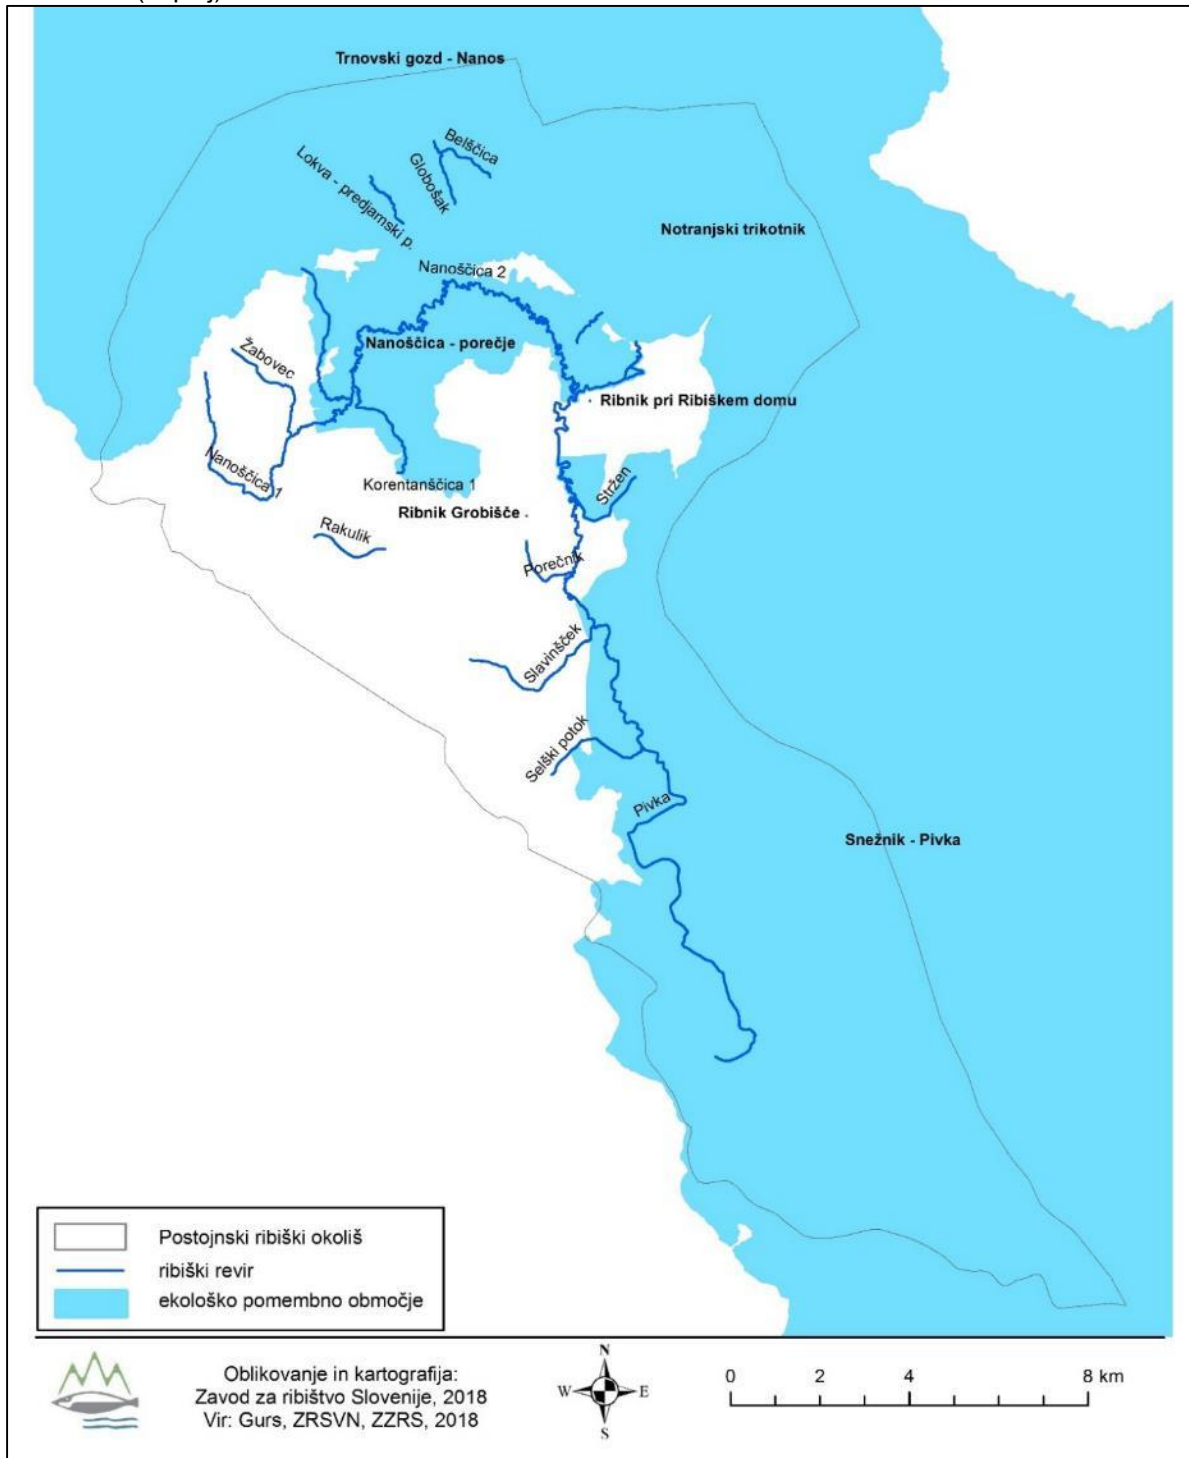 Trnovski gozd - Nanos
Belščica
Globošak
Lokva - predjamski p.
Notranjski trikotnik
Nanoščica 2
Nanoščica - porečje
Žabovec
Ribnik pri Ribiškem domu
Nanoščica 1
Korentanščica 1
Stržen
Ribnik Grobišče
Rakulik
Porečnik
Slavinšček
Selški potok
Pivka
Snežnik - Pivka
Postojnski ribiški okoliš
ribiški revir
ekološko pomembno območje
Oblikovanje in kartografija:
Zavod za ribištvo Slovenije, 2018
Vir: Gurs, ZRSVN, ZZRS, 2018
N
W E
S
0 2 4 8 km